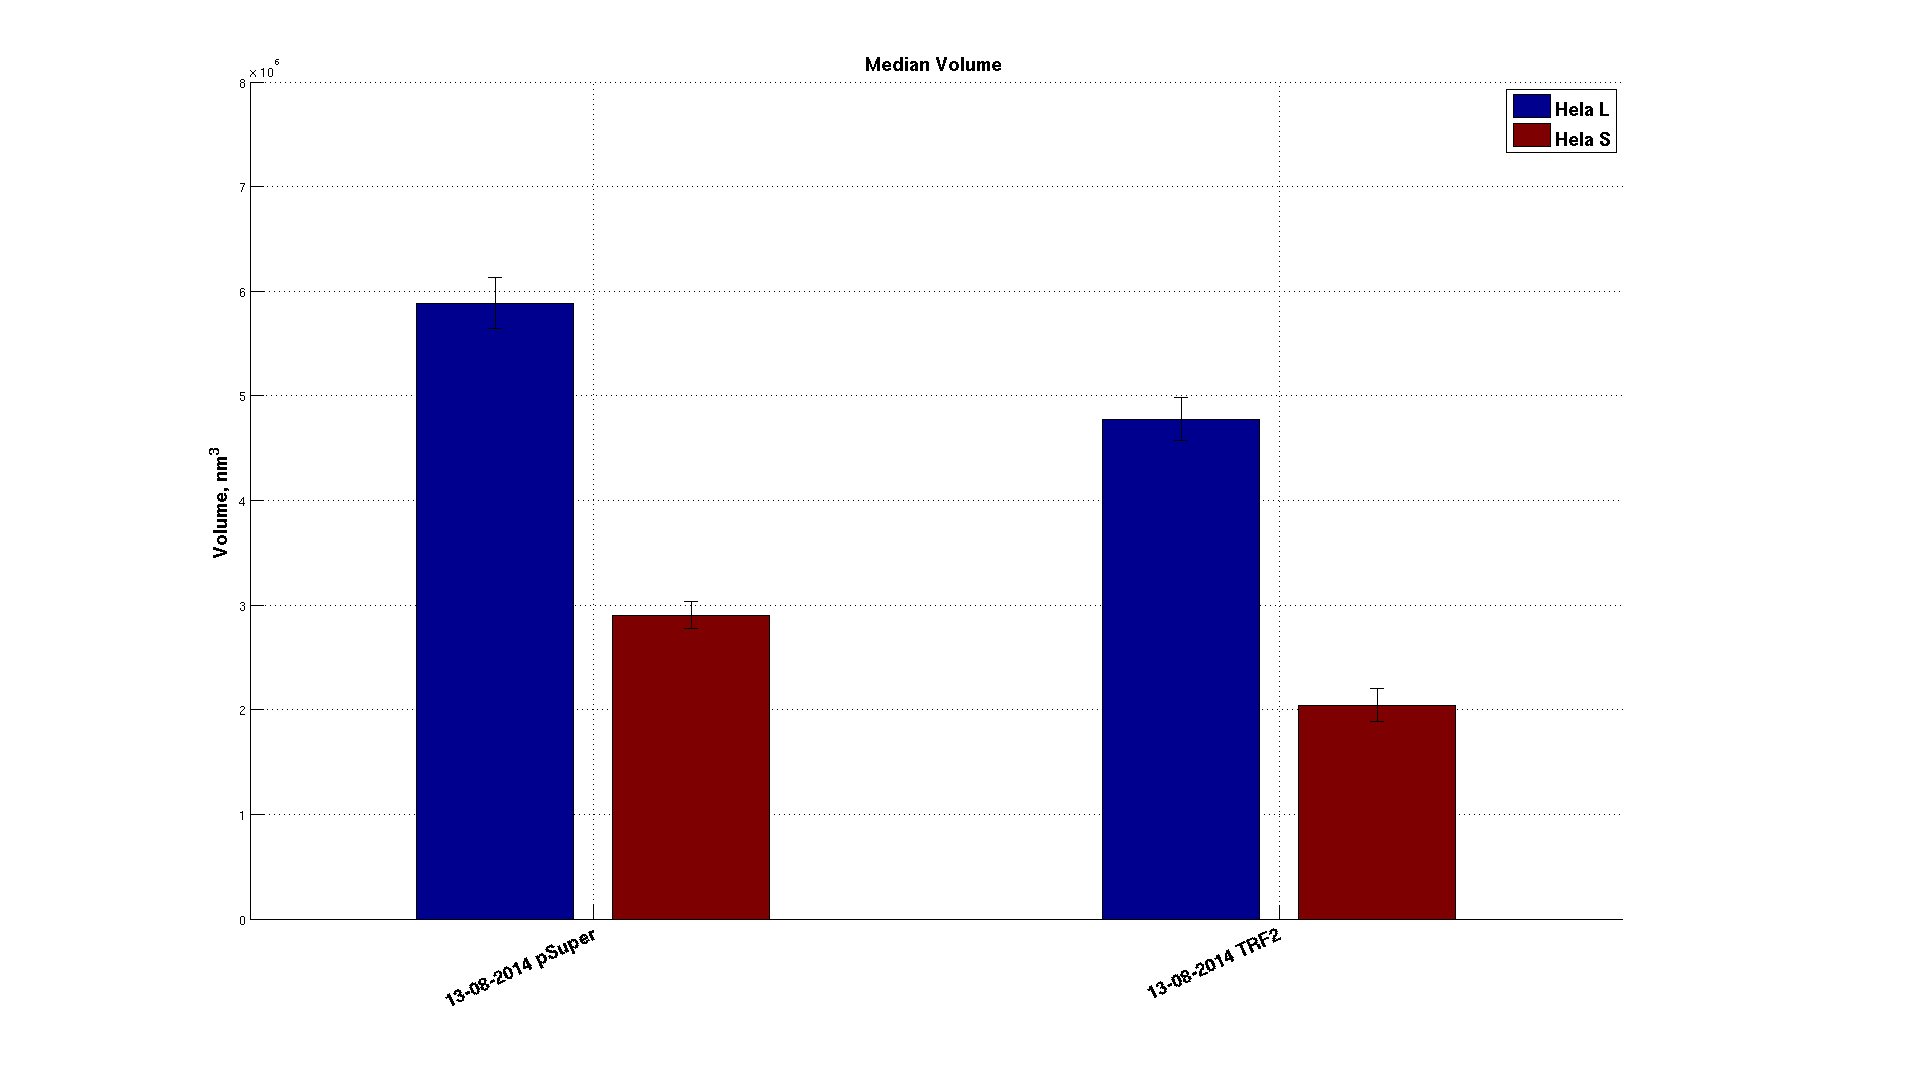 Median Volume
×10⁶
8
7
6
5
4
3
2
1
0
Volume, nm³
Hela L
Hela S
13-08-2014 pSuper
13-08-2014 TRF2